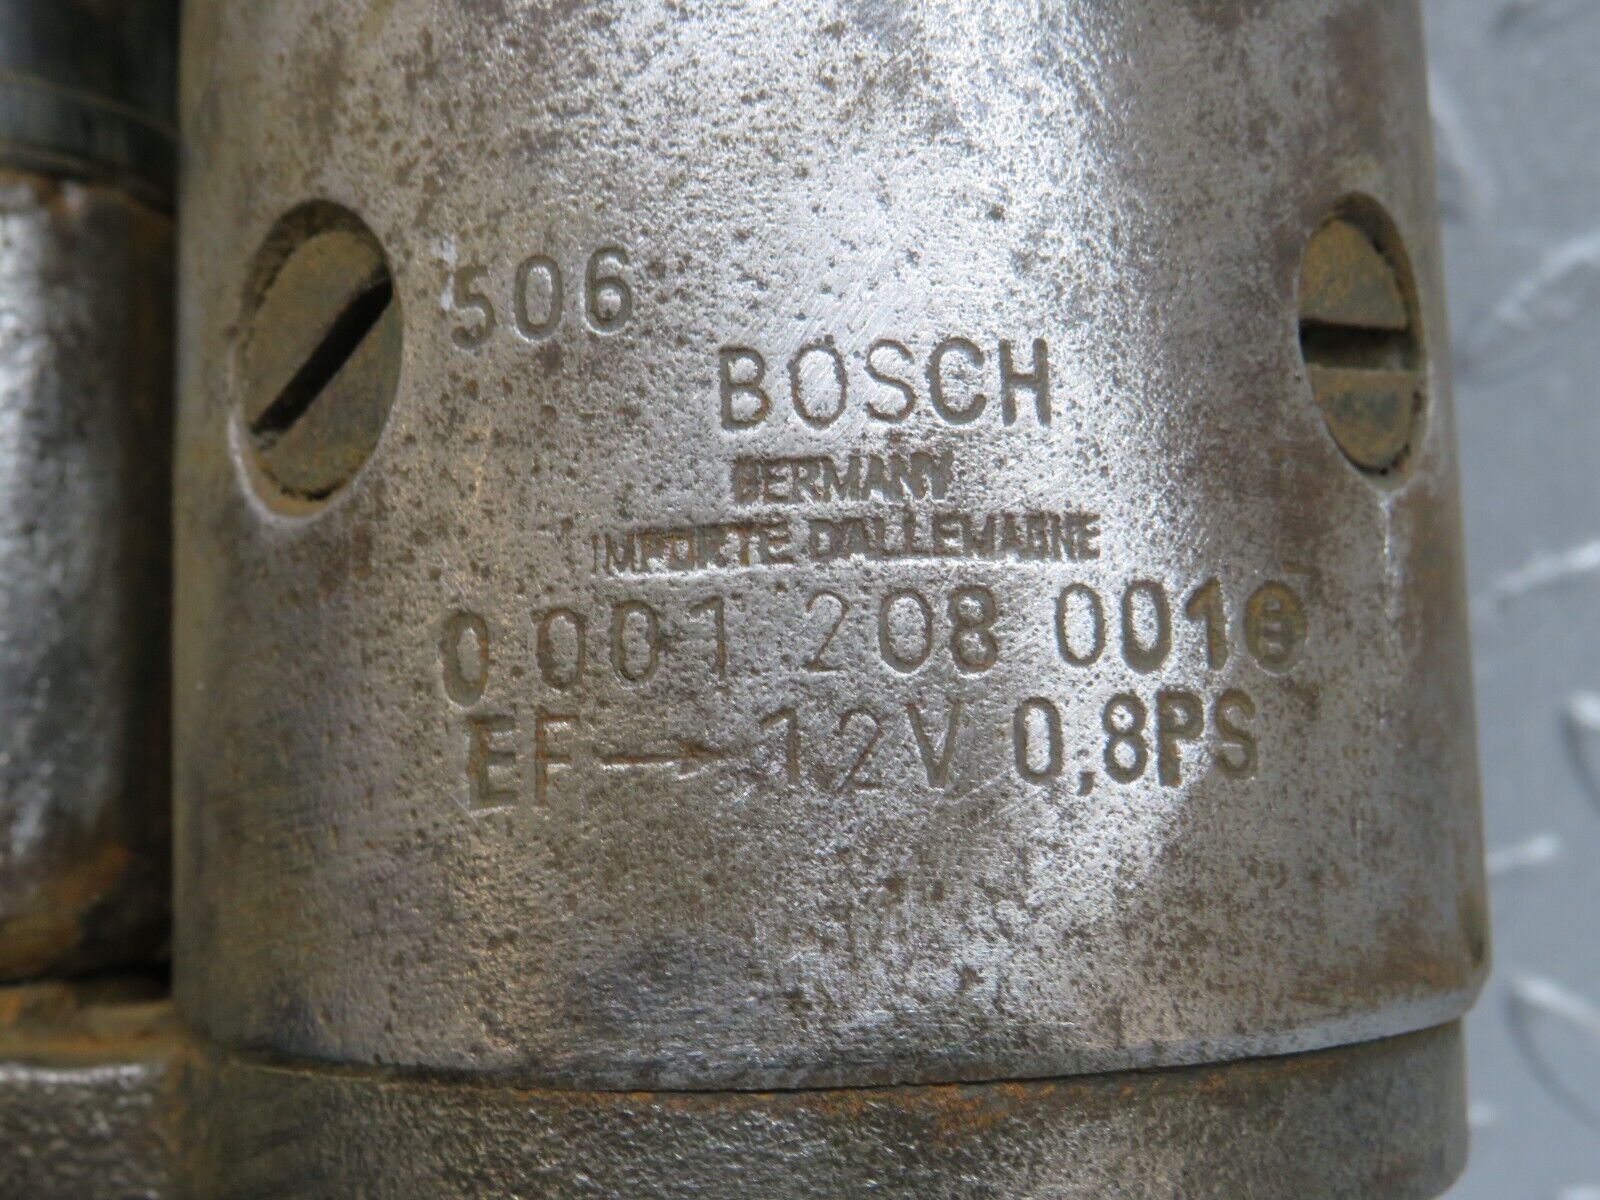 506
BOSCH
GERMANY
IMPORTE D'ALLEMAGNE
0.001 208 001
EF → 12V 0,8PS